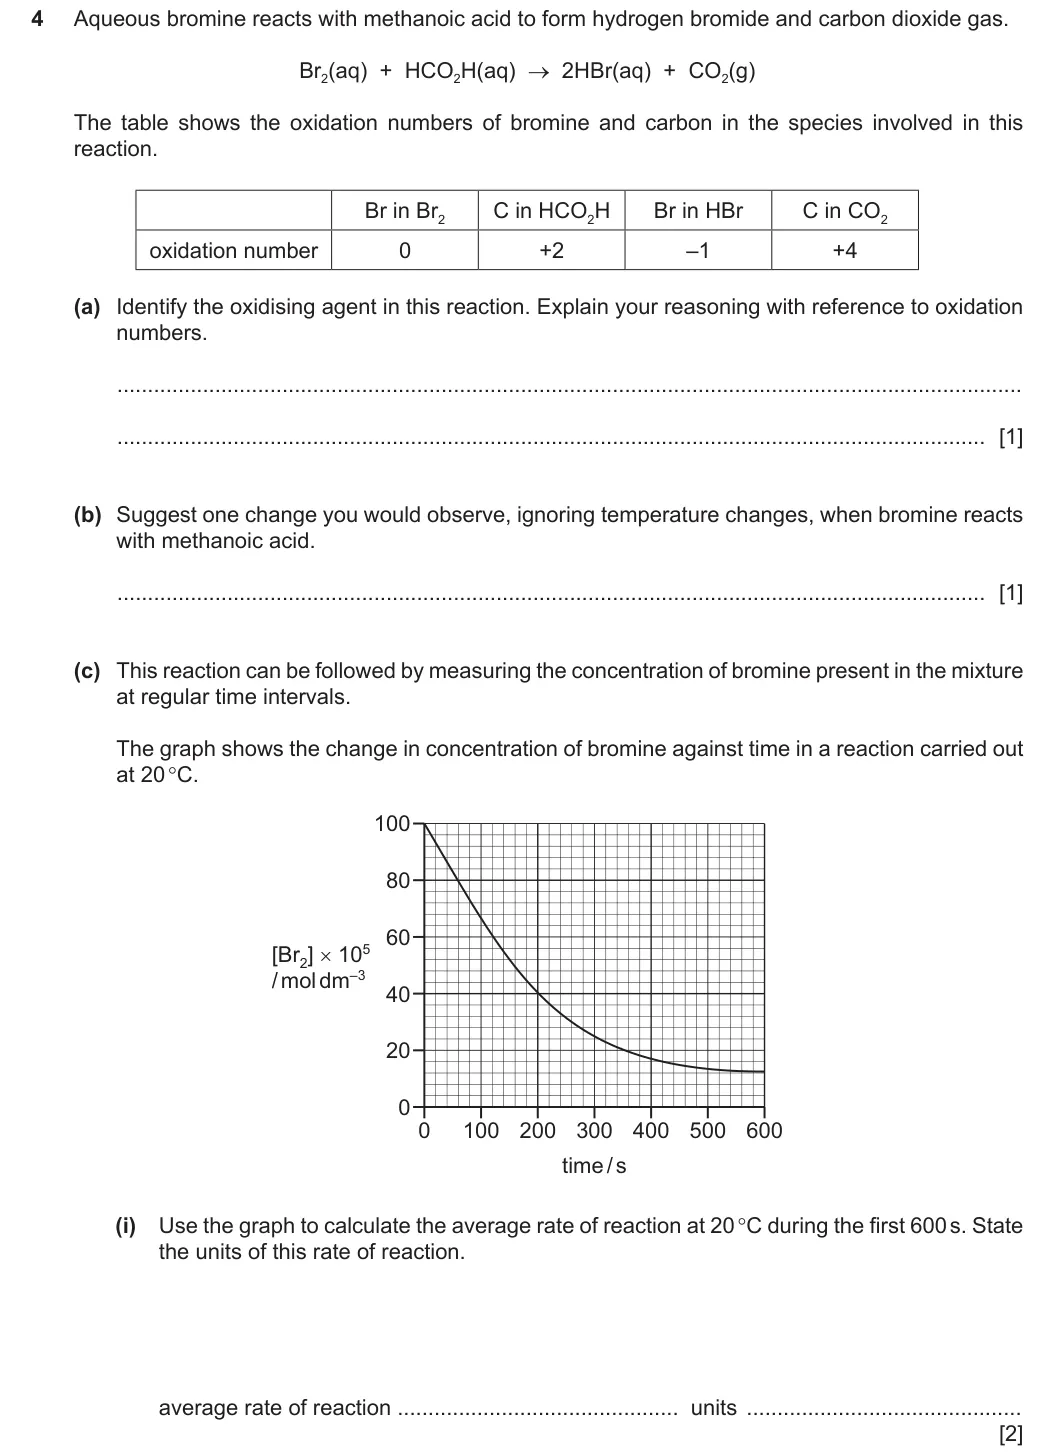 4 Aqueous bromine reacts with methanoic acid to form hydrogen bromide and carbon dioxide gas.
Br₂(aq) + HCO₂H(aq) → 2HBr(aq) + CO₂(g)
The table shows the oxidation numbers of bromine and carbon in the species involved in this
reaction.
Br in Br₂ C in HCO₂H Br in HBr C in CO₂
oxidation number 0 +2 –1 +4
(a) Identify the oxidising agent in this reaction. Explain your reasoning with reference to oxidation
numbers.
[1]
(b) Suggest one change you would observe, ignoring temperature changes, when bromine reacts
with methanoic acid.
[1]
(c) This reaction can be followed by measuring the concentration of bromine present in the mixture
at regular time intervals.
The graph shows the change in concentration of bromine against time in a reaction carried out
at 20 °C.
100
80
60
[Br₂] × 10⁵
/ mol dm⁻³
40
20
0
0 100 200 300 400 500 600
time / s
(i) Use the graph to calculate the average rate of reaction at 20 °C during the first 600 s. State
the units of this rate of reaction.
average rate of reaction ............................................. units .............................................
[2]